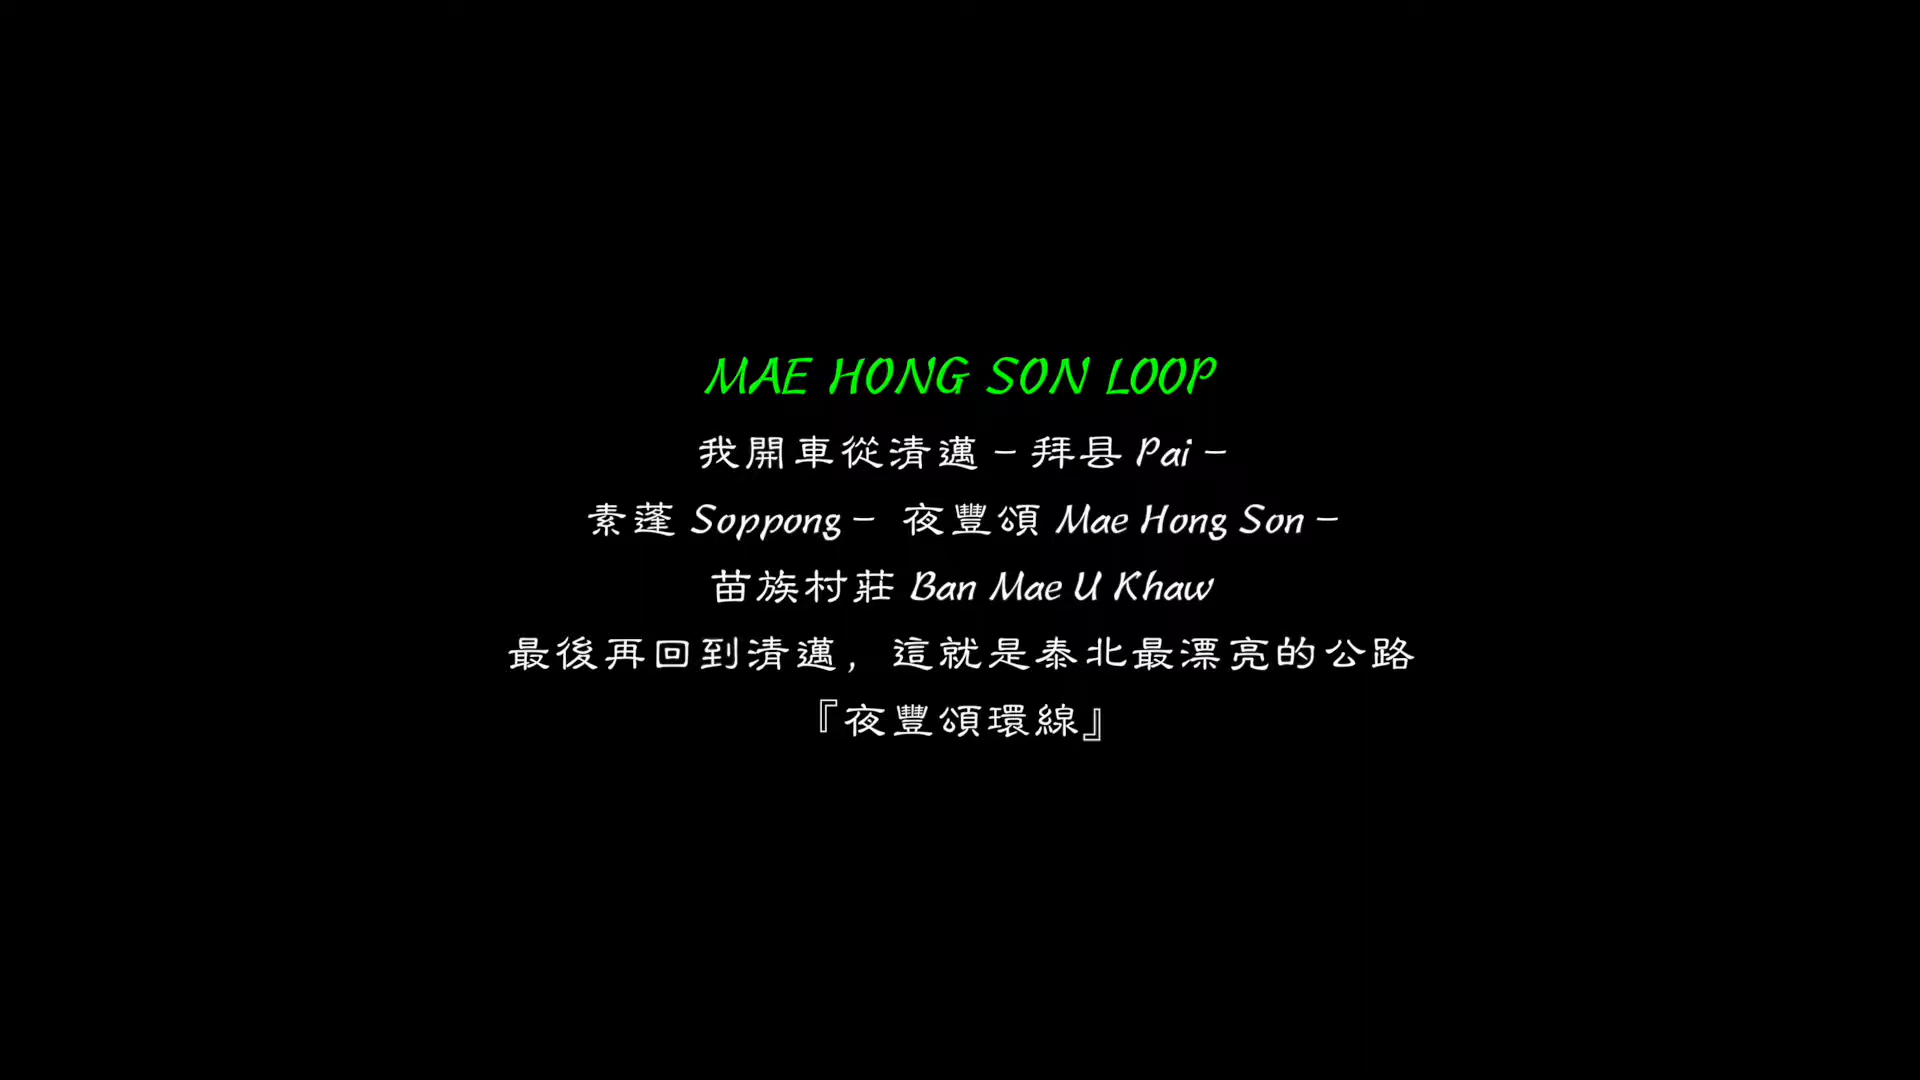 MAE HONG SON LOOP
我開車從清邁 – 拜县 Pai –
素蓬 Soppong – 夜豐頌 Mae Hong Son –
苗族村莊 Ban Mae U Khaw
最後再回到清邁，這就是泰北最漂亮的公路
『夜豐頌環線』